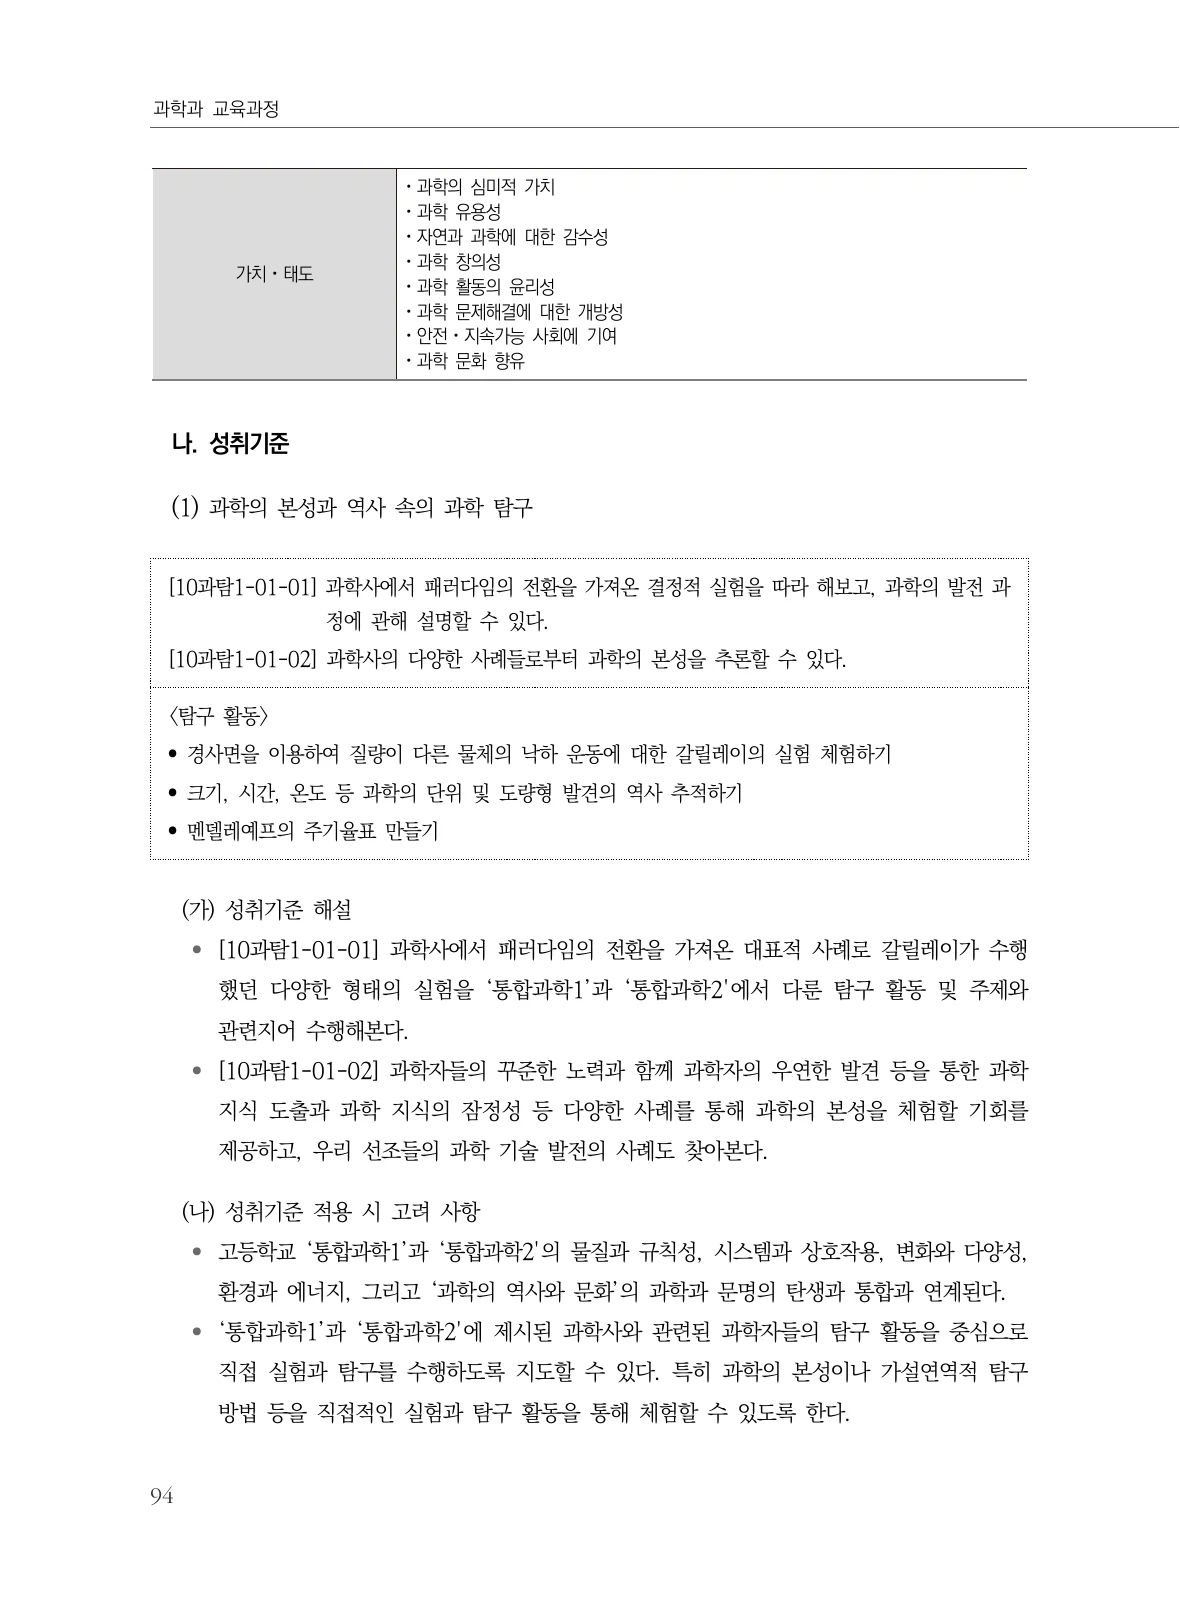 과학과 교육과정
가치・태도
・과학의 심미적 가치
・과학 유용성
・자연과 과학에 대한 감수성
・과학 창의성
・과학 활동의 윤리성
・과학 문제해결에 대한 개방성
・안전・지속가능 사회에 기여
・과학 문화 향유
나. 성취기준
(1) 과학의 본성과 역사 속의 과학 탐구
[10과탐1-01-01] 과학사에서 패러다임의 전환을 가져온 결정적 실험을 따라 해보고, 과학의 발전 과
정에 관해 설명할 수 있다.
[10과탐1-01-02] 과학사의 다양한 사례들로부터 과학의 본성을 추론할 수 있다.
〈탐구 활동〉
• 경사면을 이용하여 질량이 다른 물체의 낙하 운동에 대한 갈릴레이의 실험 체험하기
• 크기, 시간, 온도 등 과학의 단위 및 도량형 발견의 역사 추적하기
• 멘델레예프의 주기율표 만들기
(가) 성취기준 해설
• [10과탐1-01-01] 과학사에서 패러다임의 전환을 가져온 대표적 사례로 갈릴레이가 수행
했던 다양한 형태의 실험을 ‘통합과학1’과 ‘통합과학2'에서 다룬 탐구 활동 및 주제와
관련지어 수행해본다.
• [10과탐1-01-02] 과학자들의 꾸준한 노력과 함께 과학자의 우연한 발견 등을 통한 과학
지식 도출과 과학 지식의 잠정성 등 다양한 사례를 통해 과학의 본성을 체험할 기회를
제공하고, 우리 선조들의 과학 기술 발전의 사례도 찾아본다.
(나) 성취기준 적용 시 고려 사항
• 고등학교 ‘통합과학1’과 ‘통합과학2'의 물질과 규칙성, 시스템과 상호작용, 변화와 다양성,
환경과 에너지, 그리고 ‘과학의 역사와 문화’의 과학과 문명의 탄생과 통합과 연계된다.
• ‘통합과학1’과 ‘통합과학2'에 제시된 과학사와 관련된 과학자들의 탐구 활동을 중심으로
직접 실험과 탐구를 수행하도록 지도할 수 있다. 특히 과학의 본성이나 가설연역적 탐구
방법 등을 직접적인 실험과 탐구 활동을 통해 체험할 수 있도록 한다.
94